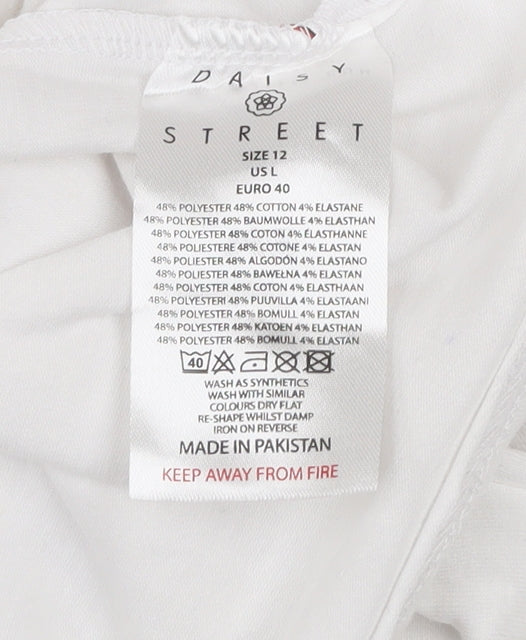 DAISY
STREET
SIZE 12
US L
EURO 40
48% POLYESTER 48% COTTON 4% ELASTANE
48% POLYESTER 48% BAUMWOLLE 4% ELASTHAN
48% POLYESTER 48% COTON 4% ÉLASTHANNE
48% POLIESTERE 48% COTONE 4% ELASTAN
48% POLIESTER 48% ALGODÓN 4% ELASTANO
48% POLIESTER 48% BAWEŁNA 4% ELASTAN
48% POLYESTER 48% COTON 4% ELASTHAAN
48% POLYESTERI 48% PUUVILLA 4% ELASTAANI
48% POLYESTER 48% BOMULL 4% ELASTAN
48% POLYESTER 48% KATOEN 4% ELASTHAN
48% POLYESTER 48% BOMULL 4% ELASTAN
40
WASH AS SYNTHETICS
WASH WITH SIMILAR
COLOURS DRY FLAT
RE-SHAPE WHILST DAMP
IRON ON REVERSE
MADE IN PAKISTAN
KEEP AWAY FROM FIRE